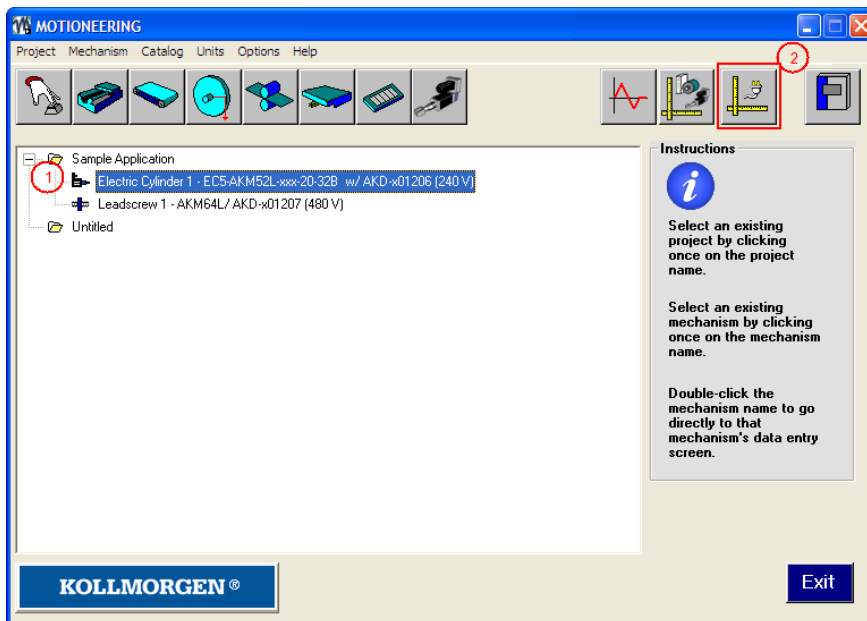 MOTIONEERING
Project Mechanism Catalog Units Options Help
2
Sample Application
1
Electric Cylinder 1 - EC5-AKM52L-xxx-20-32B w/ AKD-x01206 (240 V)
Leadscrew 1 - AKM64L/ AKD-x01207 (480 V)
Untitled
Instructions
i
Select an existing
project by clicking
once on the project
name.
Select an existing
mechanism by clicking
once on the mechanism
name.
Double-click the
mechanism name to go
directly to that
mechanism's data entry
screen.
KOLLMORGEN ®
Exit